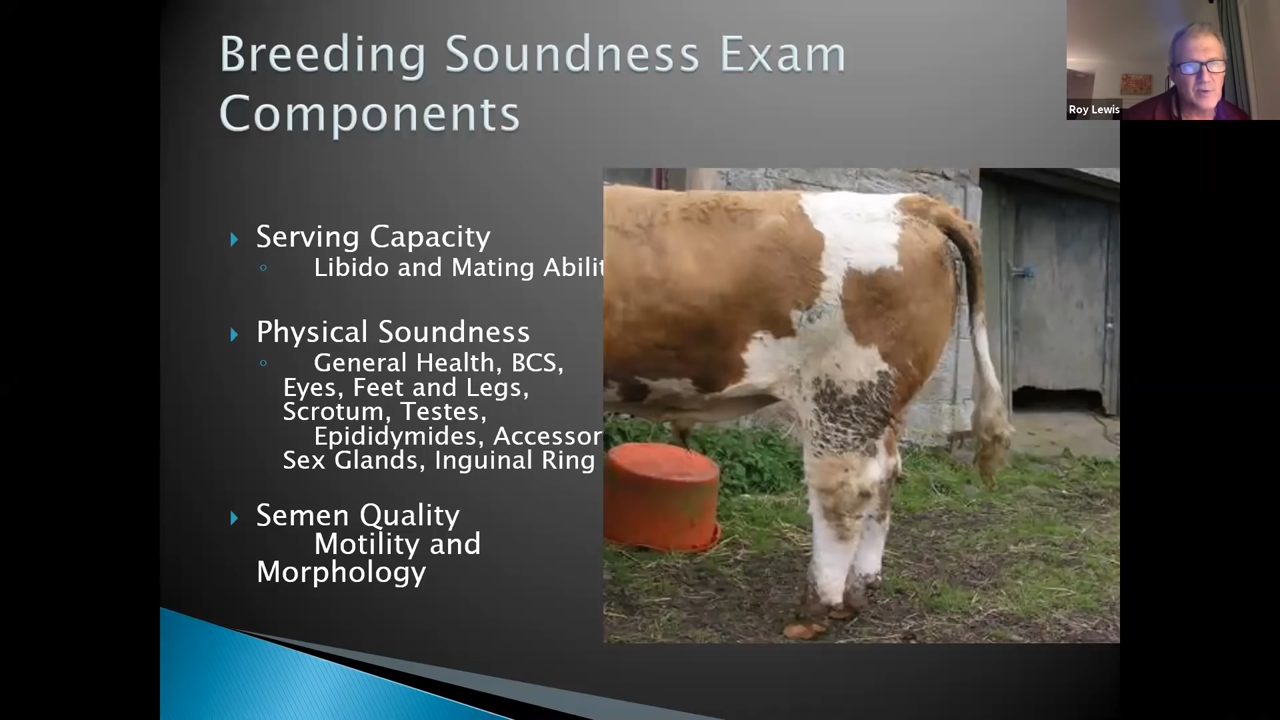 Breeding Soundness Exam
Components
Roy Lewis
Serving Capacity
Libido and Mating Abilit
Physical Soundness
General Health, BCS,
Eyes, Feet and Legs,
Scrotum, Testes,
Epididymides, Accessor
Sex Glands, Inguinal Ring
Semen Quality
Motility and
Morphology